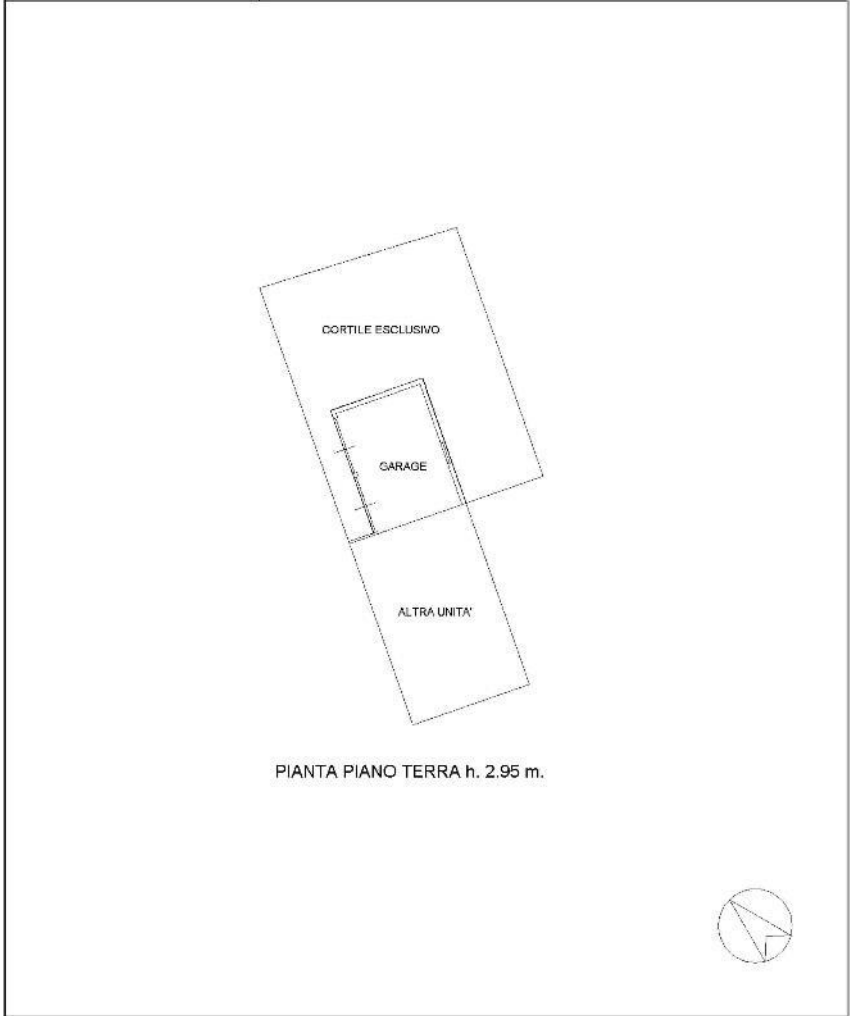 CORTILE ESCLUSIVO
GARAGE
ALTRA UNITA'
PIANTA PIANO TERRA h. 2.95 m.